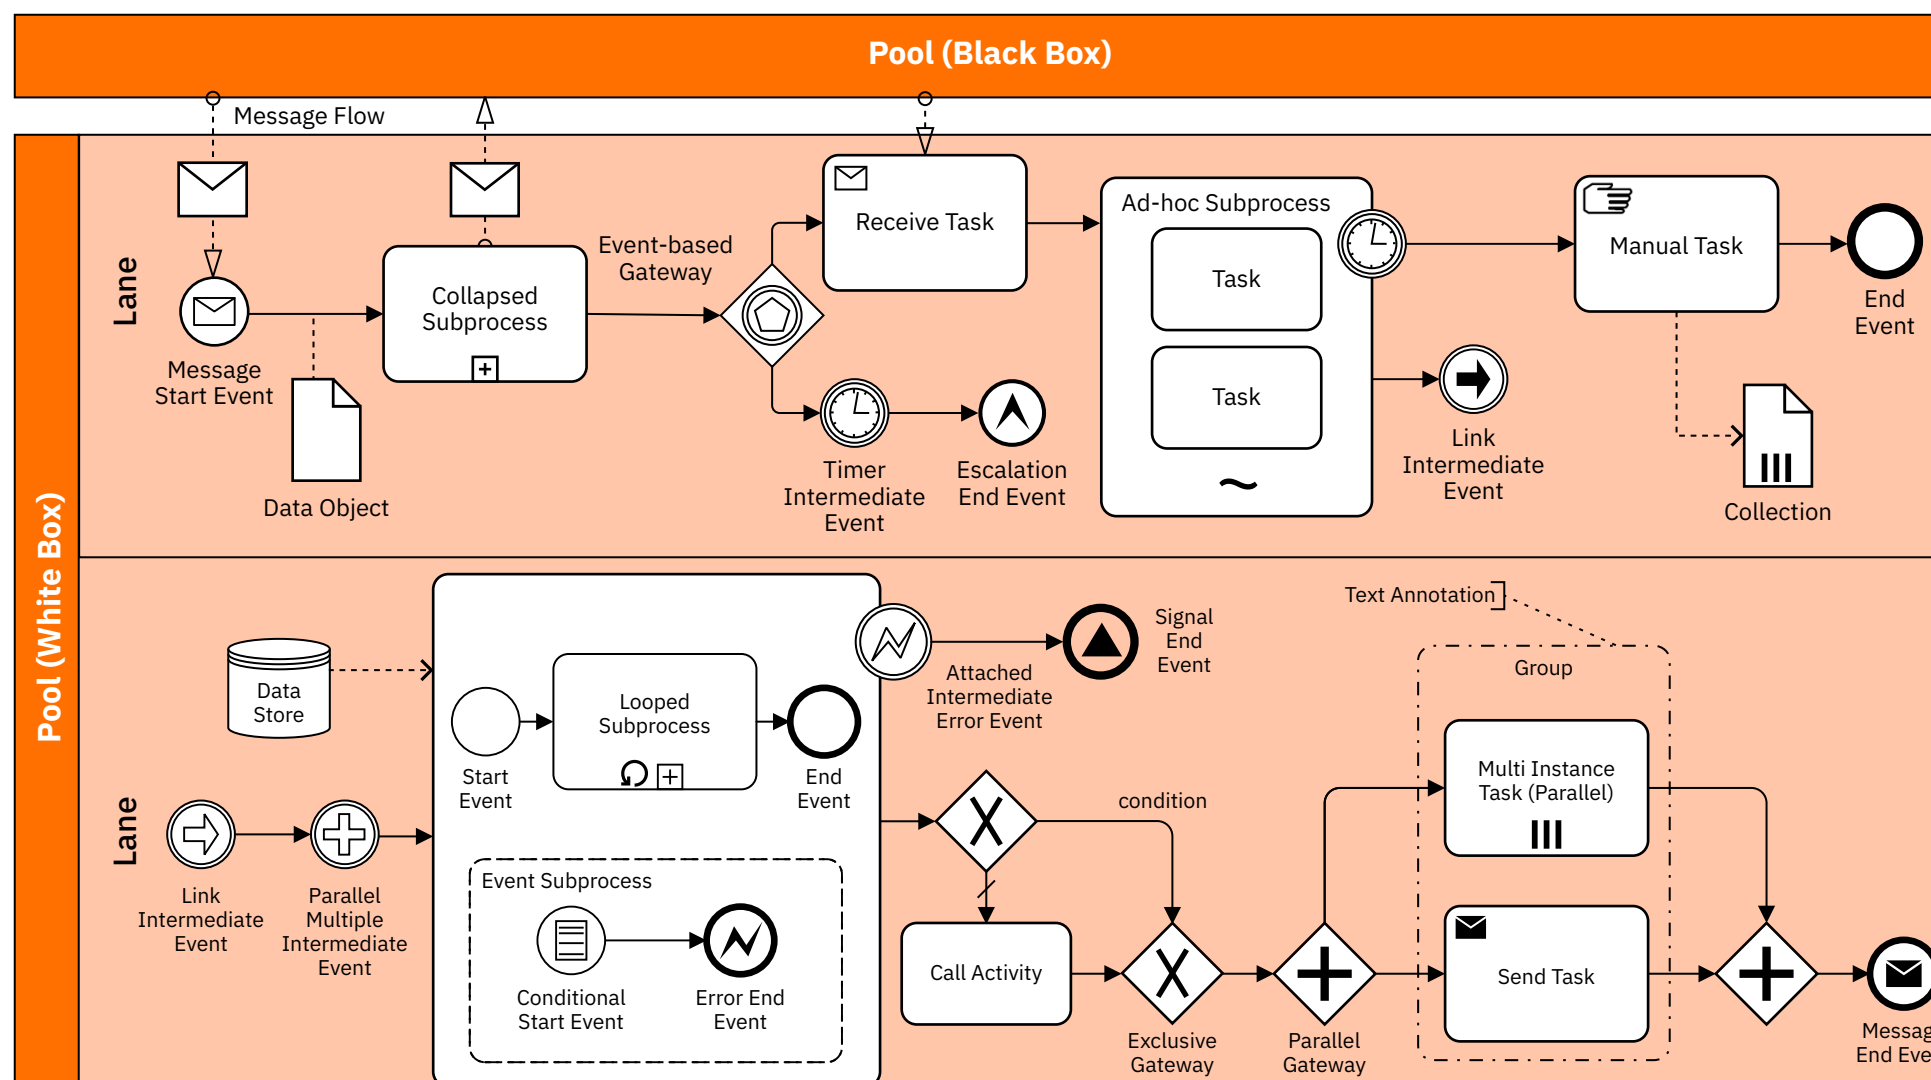 Pool (Black Box)
Message Flow
Pool (White Box)
Lane
Message
Start Event
Data Object
Collapsed
Subprocess
Event-based
Gateway
Receive Task
Timer
Intermediate
Event
Escalation
End Event
Ad-hoc Subprocess
Task
Task
Link
Intermediate
Event
Manual Task
End
Event
Collection
Lane
Data
Store
Link
Intermediate
Event
Parallel
Multiple
Intermediate
Event
Start
Event
Looped
Subprocess
End
Event
Event Subprocess
Conditional
Start Event
Error End
Event
Attached
Intermediate
Error Event
Signal
End
Event
condition
Call Activity
Exclusive
Gateway
Parallel
Gateway
Text Annotation
Group
Multi Instance
Task (Parallel)
Send Task
Messag
End Eve